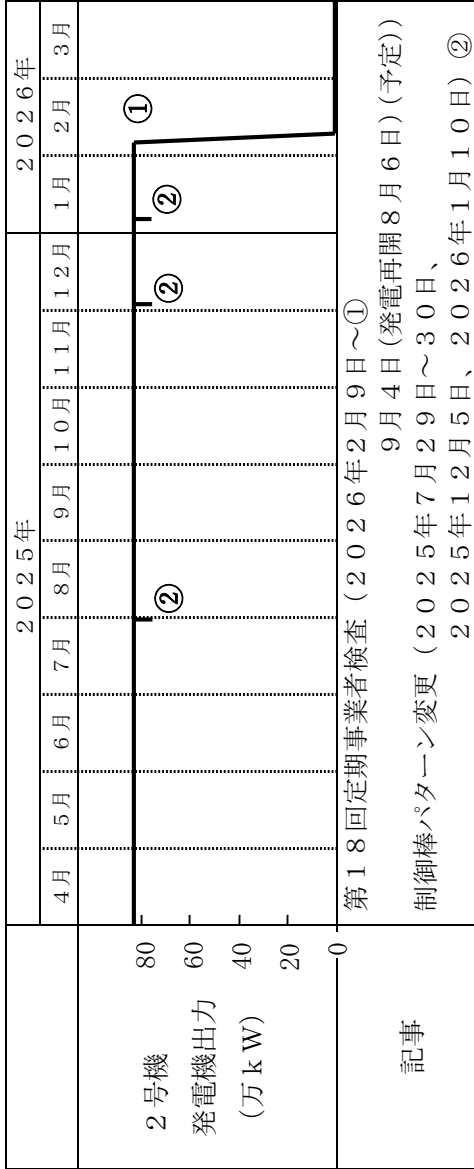 ２０２５年
２０２６年
４月
５月
６月
７月
８月
９月
１０月
１１月
１２月
１月
２月
３月
２号機
発電機出力
(万ｋＷ)
80
60
40
20
0
②
②
②
①
記事
第１８回定期事業者検査（２０２６年２月９日～①
９月４日(発電再開８月６日)(予定))
制御棒パターン変更（２０２５年７月２９日～３０日、
２０２５年１２月５日、２０２６年１月１０日）②